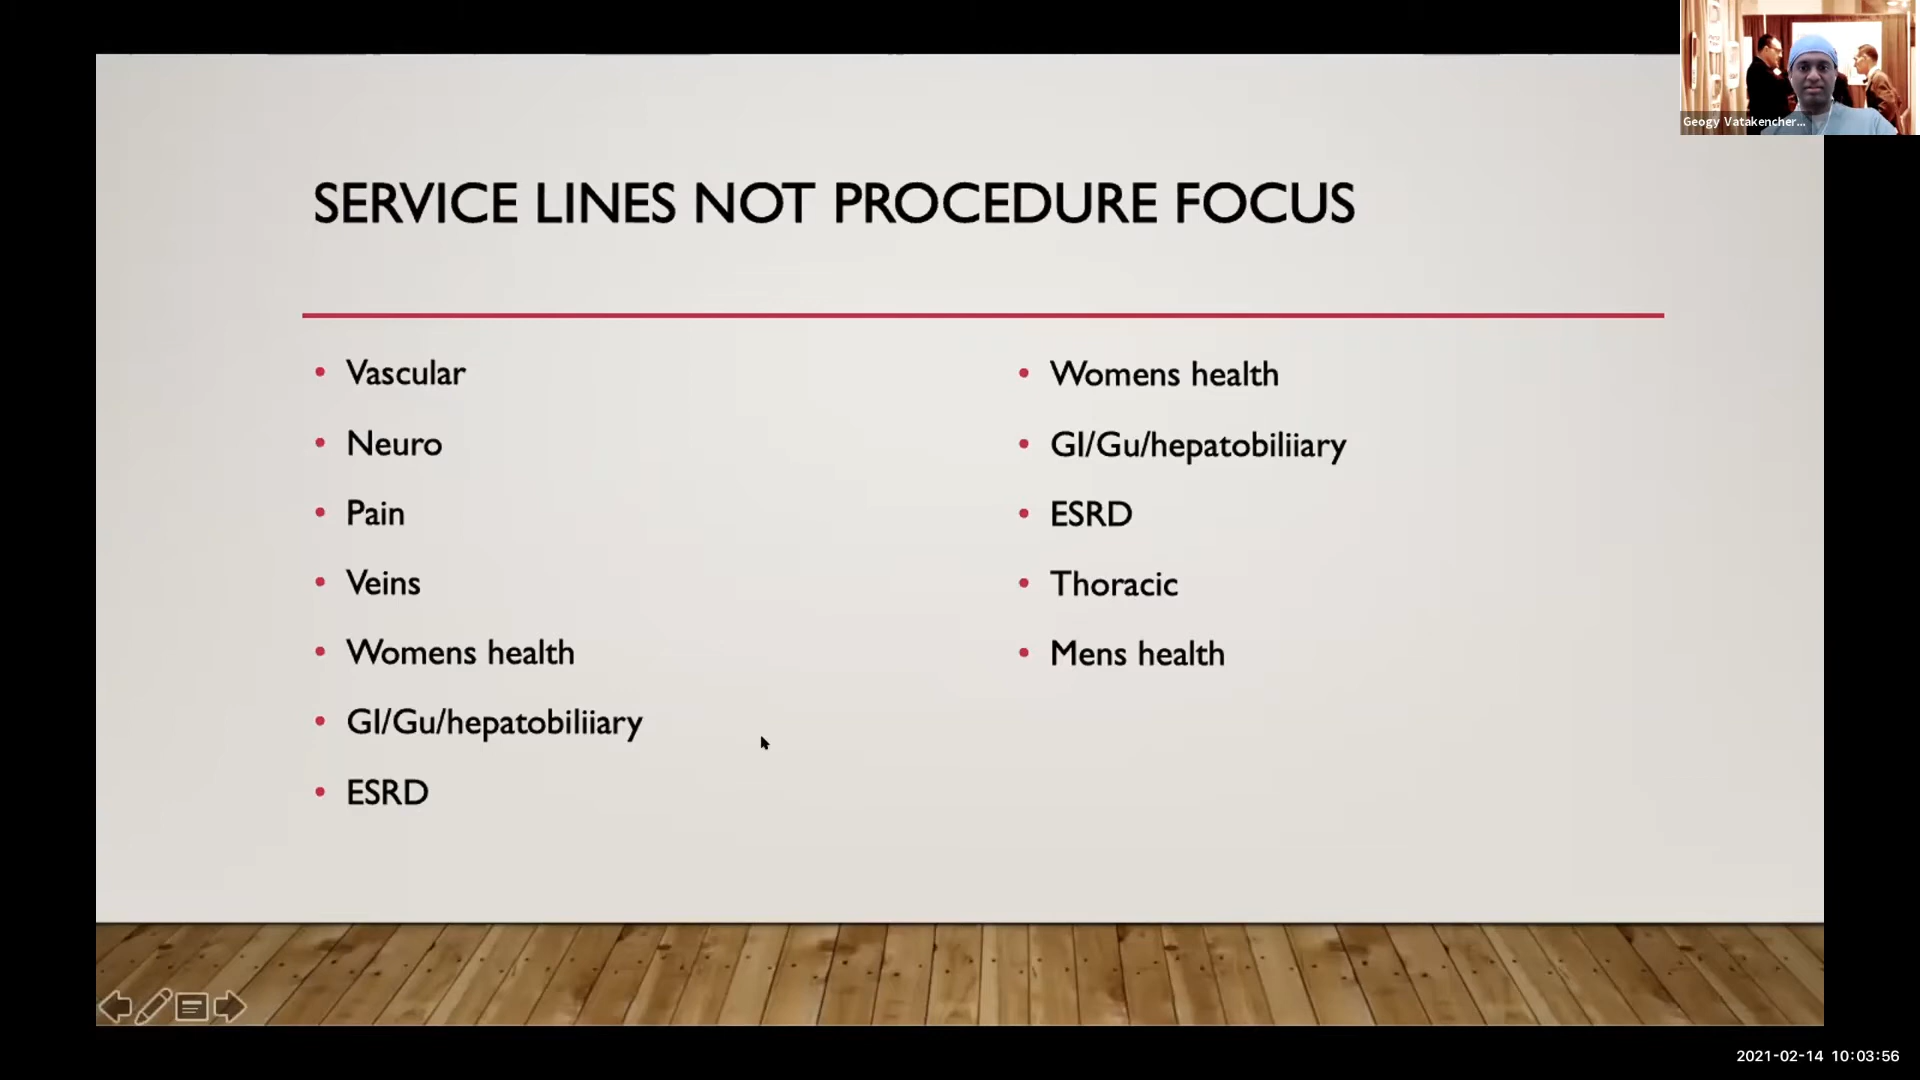 Geogy Vatakencher...
SERVICE LINES NOT PROCEDURE FOCUS
• Vascular
• Neuro
• Pain
• Veins
• Womens health
• GI/Gu/hepatobiliiary
• ESRD
• Womens health
• GI/Gu/hepatobiliiary
• ESRD
• Thoracic
• Mens health
2021-02-14 10:03:56